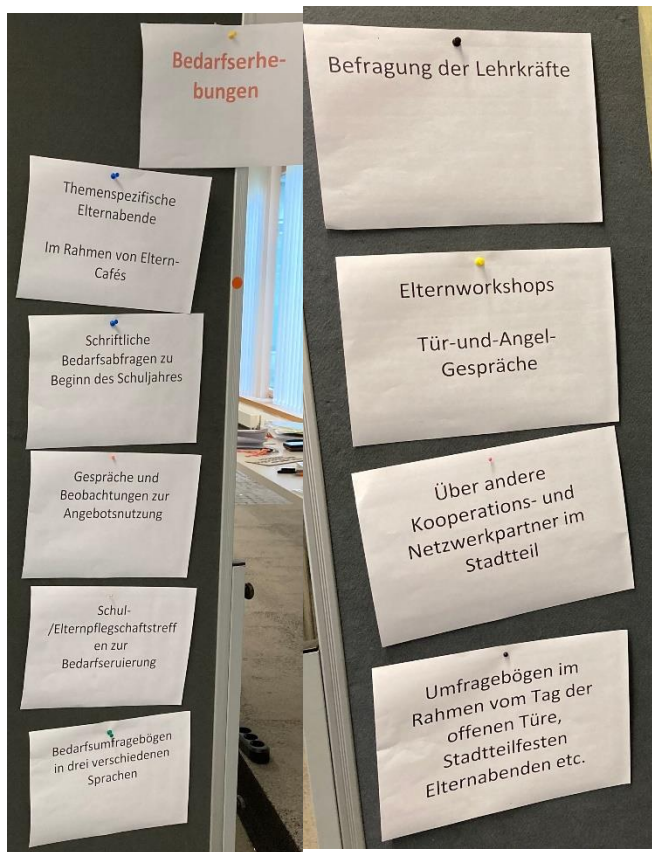 Bedarfserhe-
bungen
Themenspezifische
Elternabende
Im Rahmen von Eltern-
Cafés
Schriftliche
Bedarfsabfragen zu
Beginn des Schuljahres
Gespräche und
Beobachtungen zur
Angebotsnutzung
Schul-
/Elternpflegschaftstreff
en zur
Bedarfseruierung
Bedarfsumfragebögen
in drei verschiedenen
Sprachen
Befragung der Lehrkräfte
Elternworkshops
Tür-und-Angel-
Gespräche
Über andere
Kooperations- und
Netzwerkpartner im
Stadtteil
Umfragebögen im
Rahmen vom Tag der
offenen Türe,
Stadtteilfesten
Elternabenden etc.